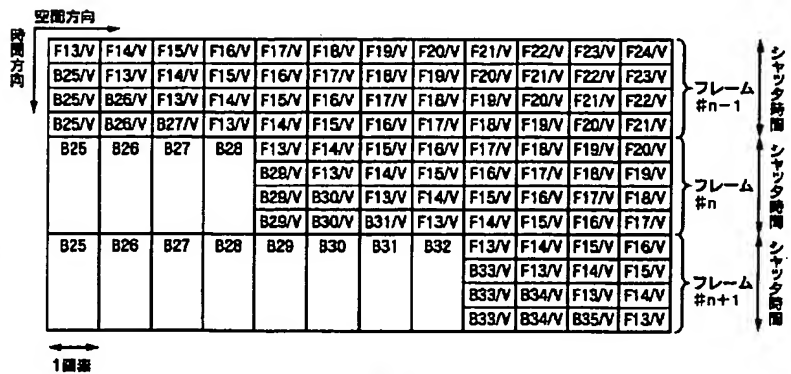 空間方向
時間方向
F13/V F14/V F15/V F16/V F17/V F18/V F19/V F20/V F21/V F22/V F23/V F24/V
B25/V F13/V F14/V F15/V F16/V F17/V F18/V F19/V F20/V F21/V F22/V F23/V
B25/V B26/V F13/V F14/V F15/V F16/V F17/V F18/V F19/V F20/V F21/V F22/V
B25/V B26/V B27/V F13/V F14/V F15/V F16/V F17/V F18/V F19/V F20/V F21/V
フレーム
#n-1
シャッタ時間
B25 B26 B27 B28 F13/V F14/V F15/V F16/V F17/V F18/V F19/V F20/V
B29/V F13/V F14/V F15/V F16/V F17/V F18/V F19/V
B29/V B30/V F13/V F14/V F15/V F16/V F17/V F18/V
B29/V B30/V B31/V F13/V F14/V F15/V F16/V F17/V
フレーム
#n
シャッタ時間
B25 B26 B27 B28 B29 B30 B31 B32 F13/V F14/V F15/V F16/V
B33/V F13/V F14/V F15/V
B33/V B34/V F13/V F14/V
B33/V B34/V B35/V F13/V
フレーム
#n+1
シャッタ時間
1画素